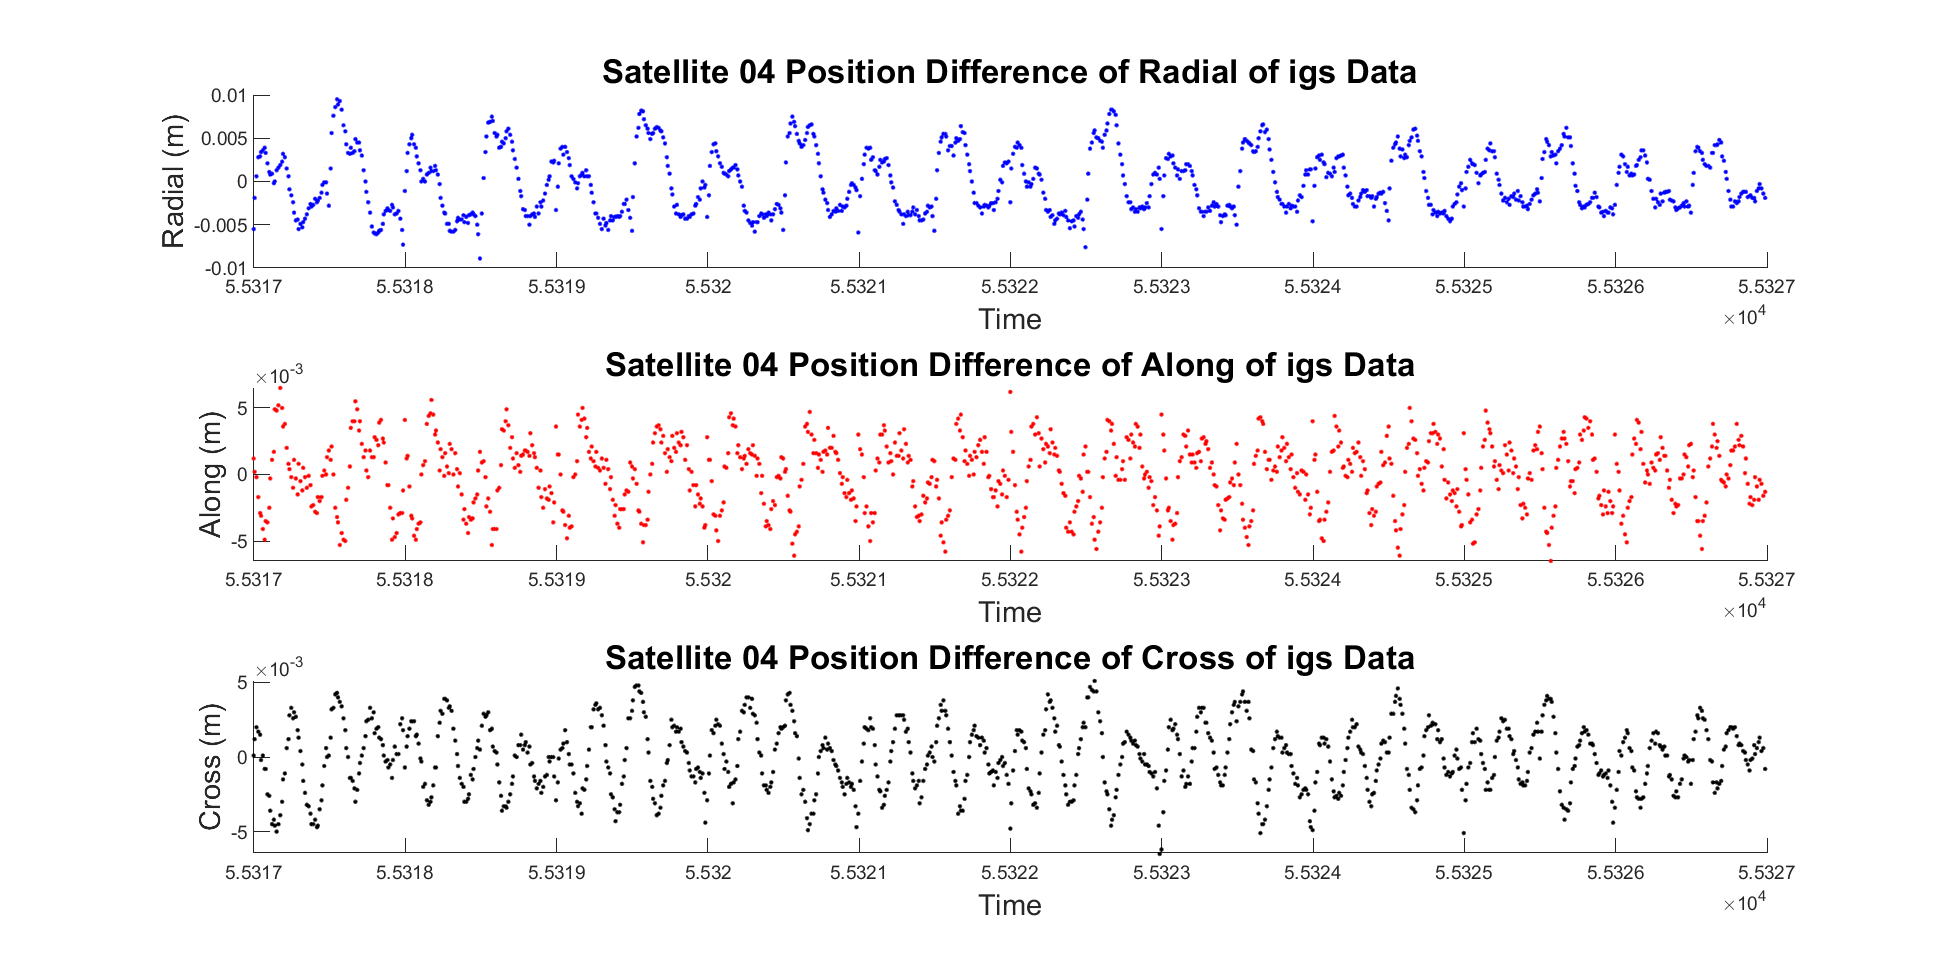 Satellite 04 Position Difference of Radial of igs Data
0.01
0.005
0
-0.005
-0.01
Radial (m)
5.5317 5.5318 5.5319 5.532 5.5321 5.5322 5.5323 5.5324 5.5325 5.5326 5.5327
Time
×10^4
Satellite 04 Position Difference of Along of igs Data
×10^-3
5
0
-5
Along (m)
5.5317 5.5318 5.5319 5.532 5.5321 5.5322 5.5323 5.5324 5.5325 5.5326 5.5327
Time
×10^4
Satellite 04 Position Difference of Cross of igs Data
×10^-3
5
0
-5
Cross (m)
5.5317 5.5318 5.5319 5.532 5.5321 5.5322 5.5323 5.5324 5.5325 5.5326 5.5327
Time
×10^4